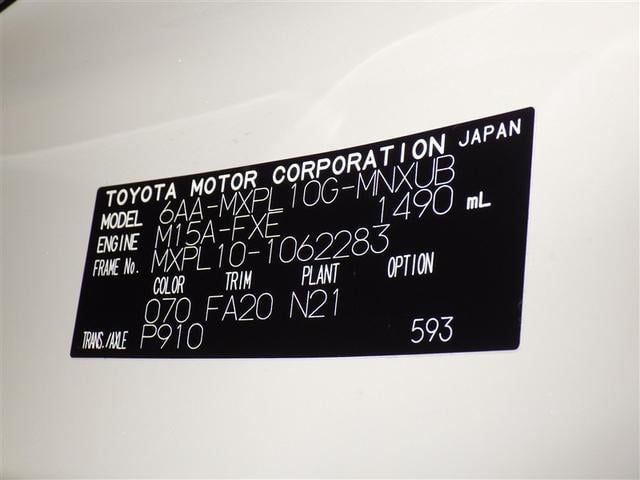 TOYOTA MOTOR CORPORATION JAPAN
MODEL 6AA-MXPL10G-MNXUB
ENGINE M15A-FXE 1490 mL
FRAME No. MXPL10-1062283
COLOR TRIM PLANT OPTION
070 FA20 N21
TRANS./AXLE P910 593